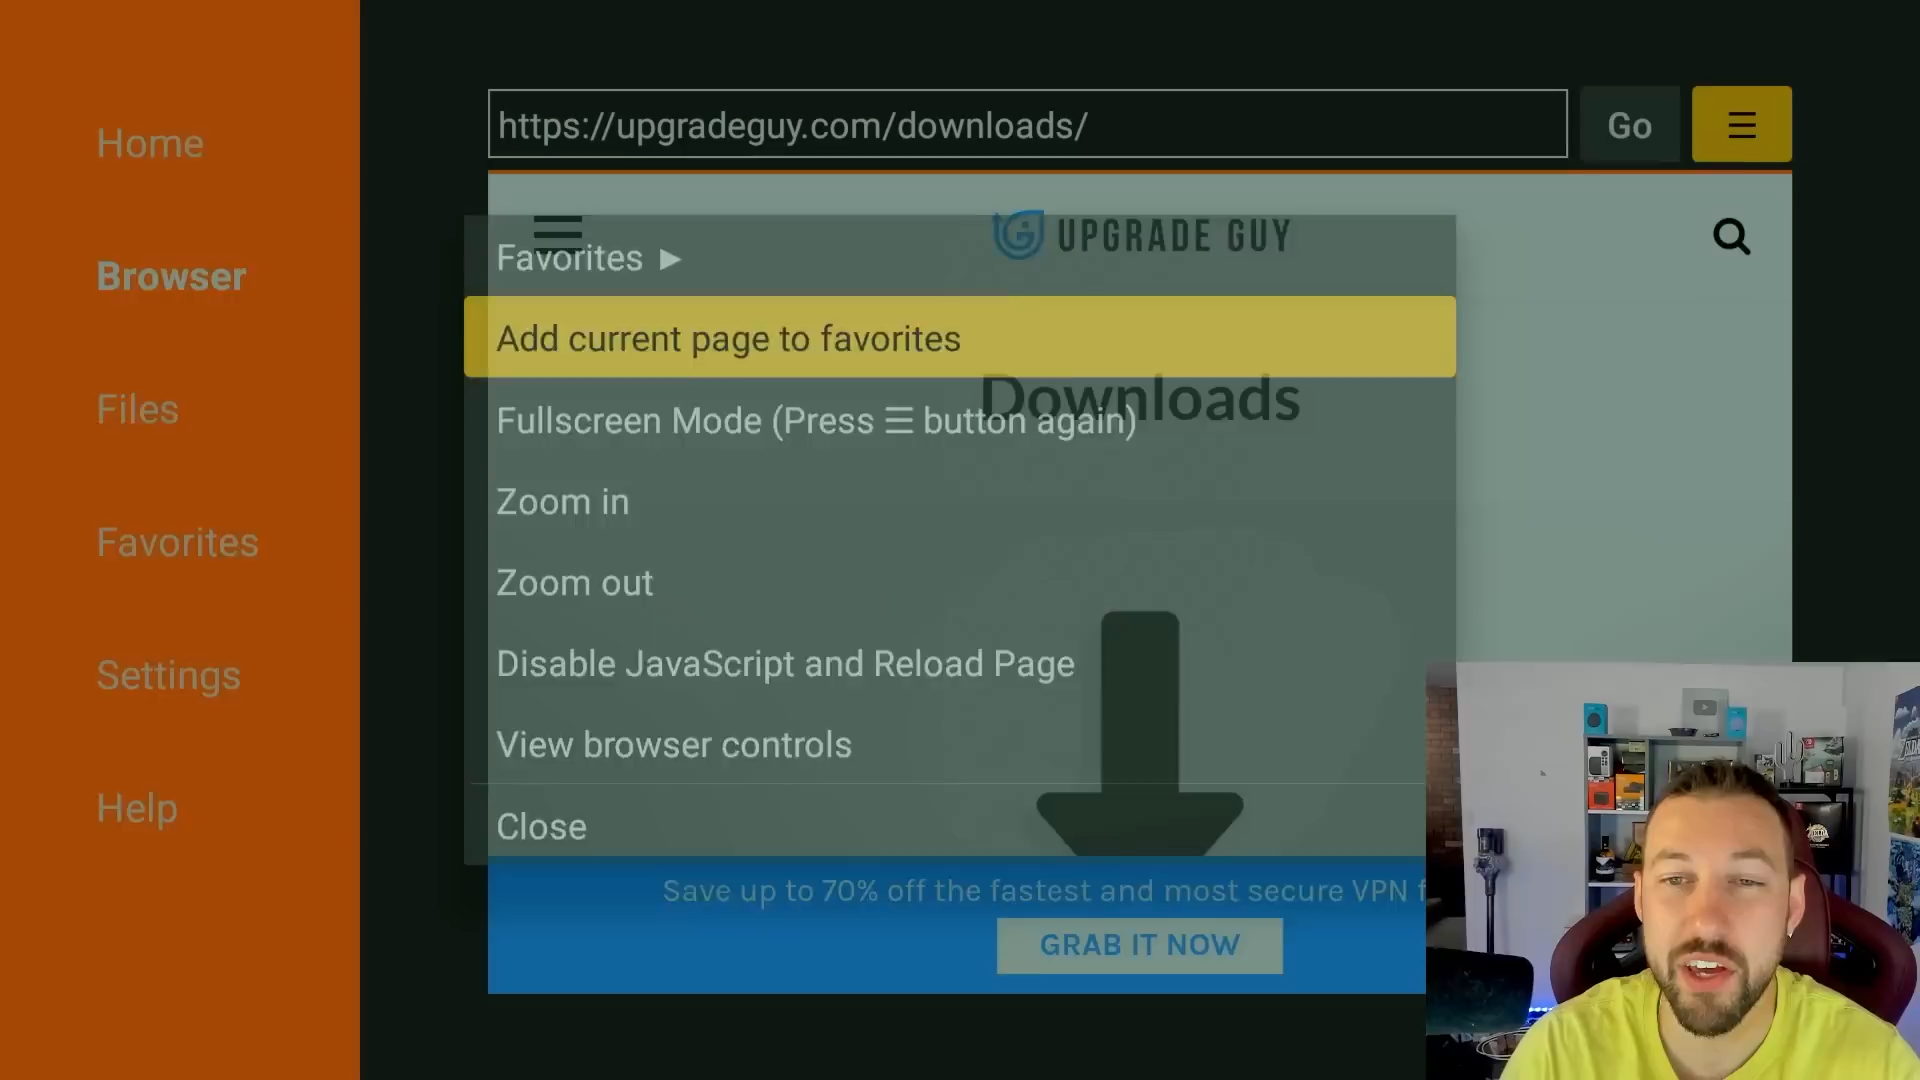 Home
Browser
Files
Favorites
Settings
Help
https://upgradeguy.com/downloads/
Go
UPGRADE GUY
Favorites ▶
Add current page to favorites
Downloads
Fullscreen Mode (Press ☰ button again)
Zoom in
Zoom out
Disable JavaScript and Reload Page
View browser controls
Close
Save up to 70% off the fastest and most secure VPN f
GRAB IT NOW